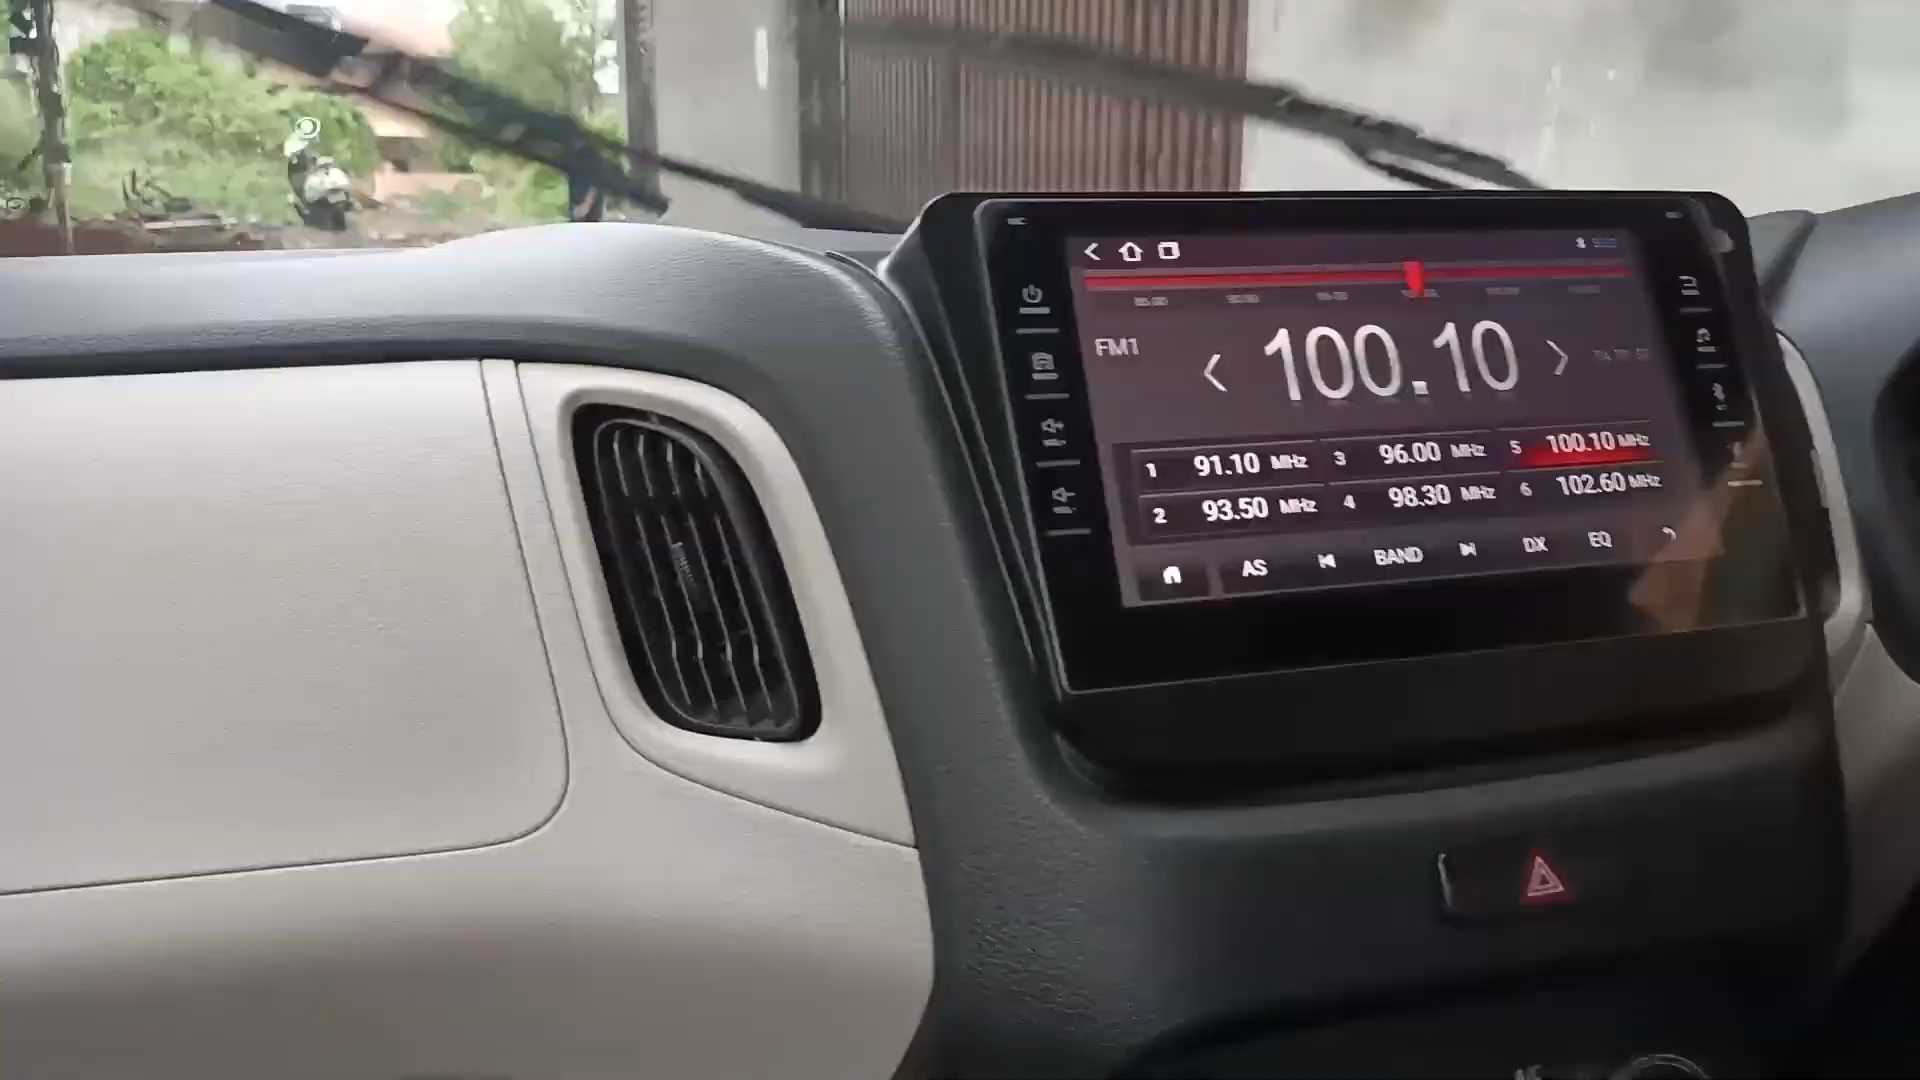 FM1
100.10
1 91.10 MHz 3 96.00 MHz 5 100.10 MHz
2 93.50 MHz 4 98.30 MHz 6 102.60 MHz
AS BAND DX EQ